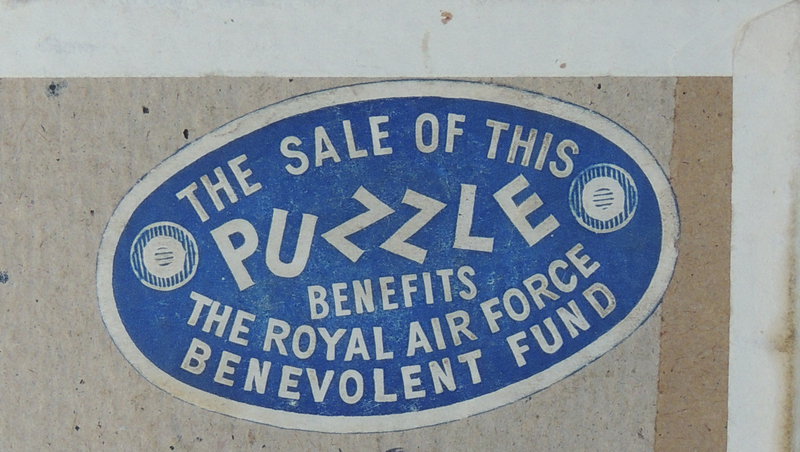 THE SALE OF THIS
PUZZLE
BENEFITS
THE ROYAL AIR FORCE
BENEVOLENT FUND